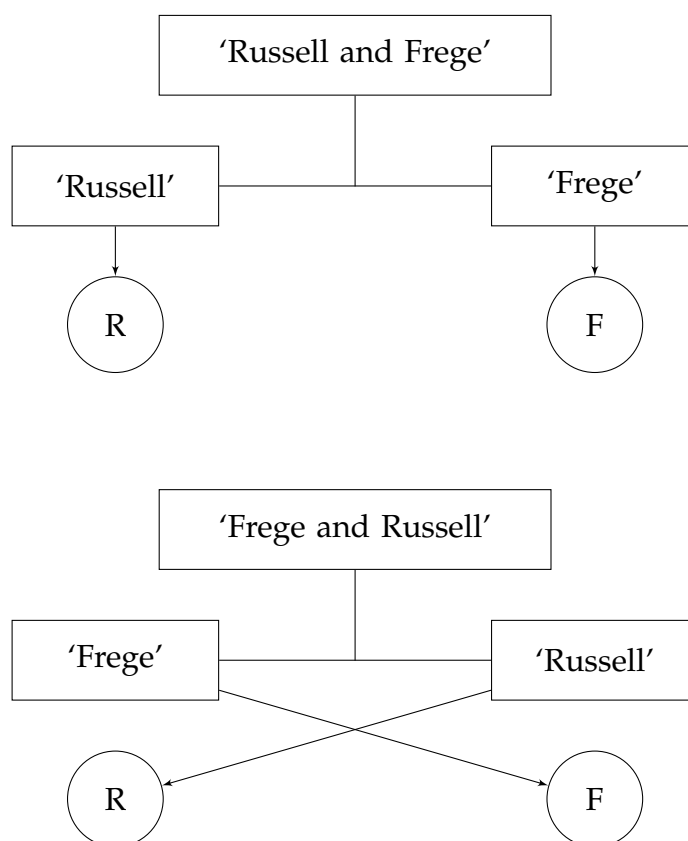 ‘Russell and Frege’
‘Russell’ ‘Frege’
R F
‘Frege and Russell’
‘Frege’ ‘Russell’
R F